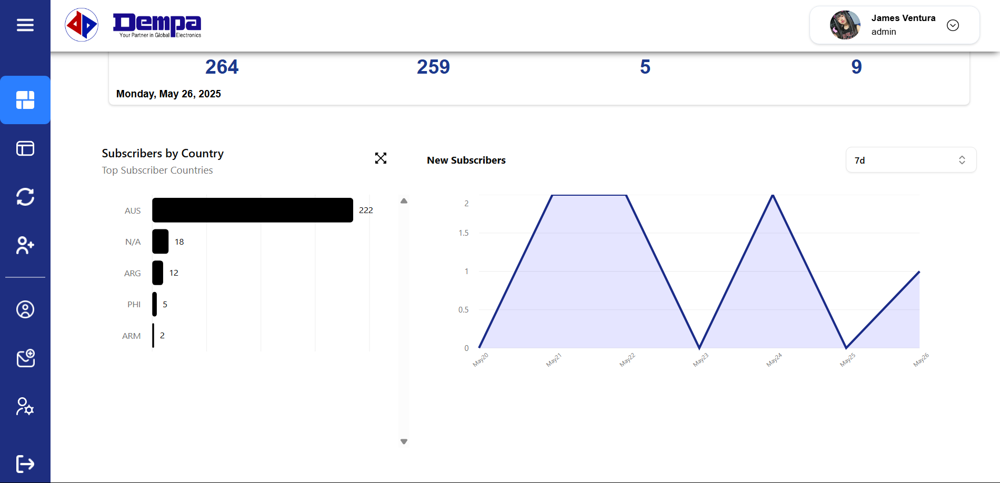 Dempa
Your Partner in Global Electronics
James Ventura
admin
264 259 5 9
Monday, May 26, 2025
Subscribers by Country
Top Subscriber Countries
AUS 222
N/A 18
ARG 12
PHI 5
ARM 2
New Subscribers
7d
2
1.5
1
0.5
0
May20 May21 May22 May23 May24 May25 May26